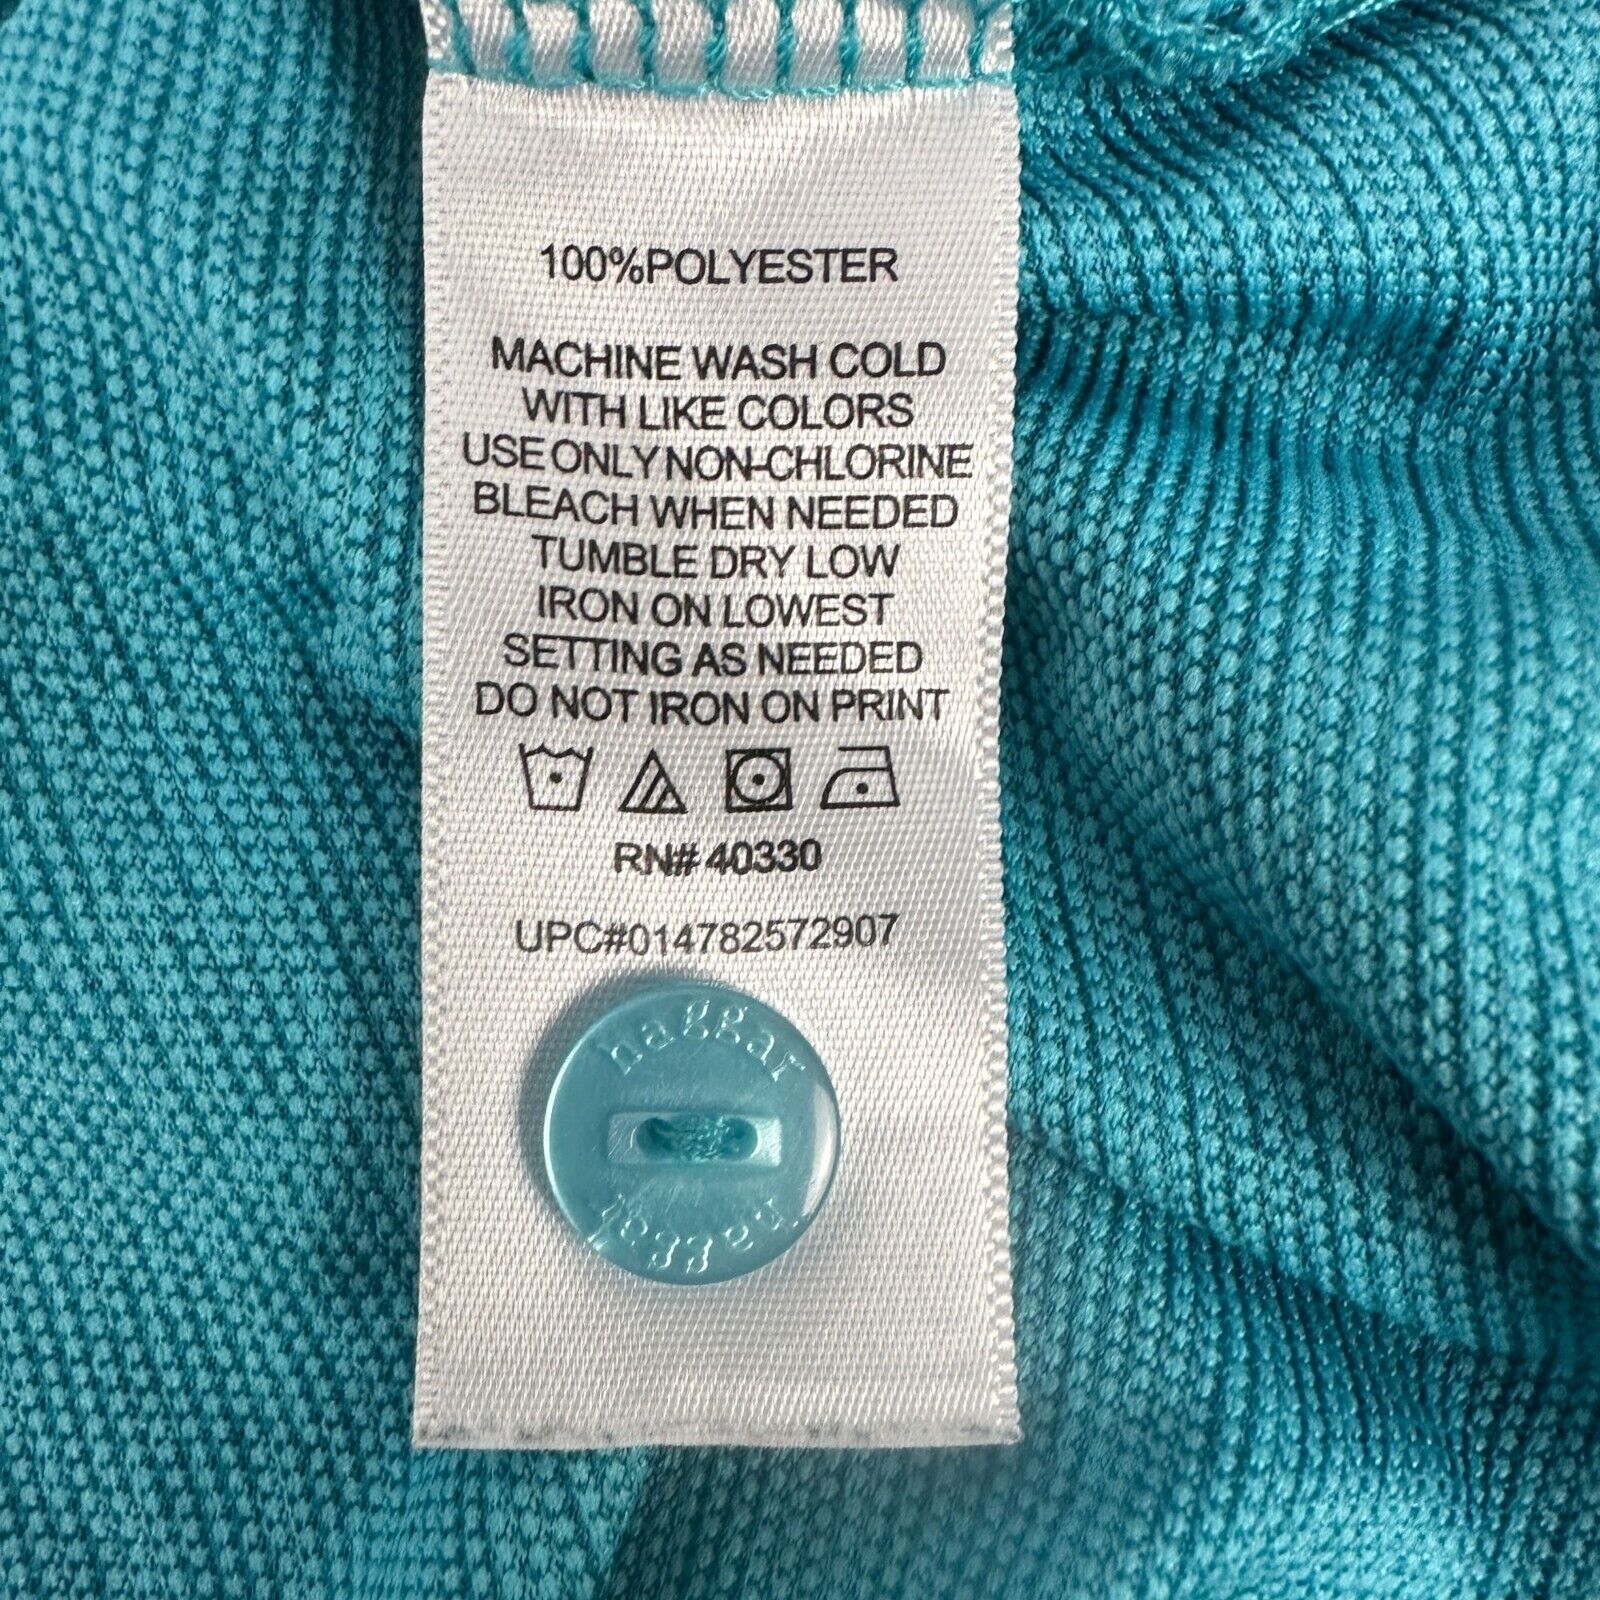 100%POLYESTER
MACHINE WASH COLD
WITH LIKE COLORS
USE ONLY NON-CHLORINE
BLEACH WHEN NEEDED
TUMBLE DRY LOW
IRON ON LOWEST
SETTING AS NEEDED
DO NOT IRON ON PRINT
RN# 40330
UPC#014782572907
haggar
haggar